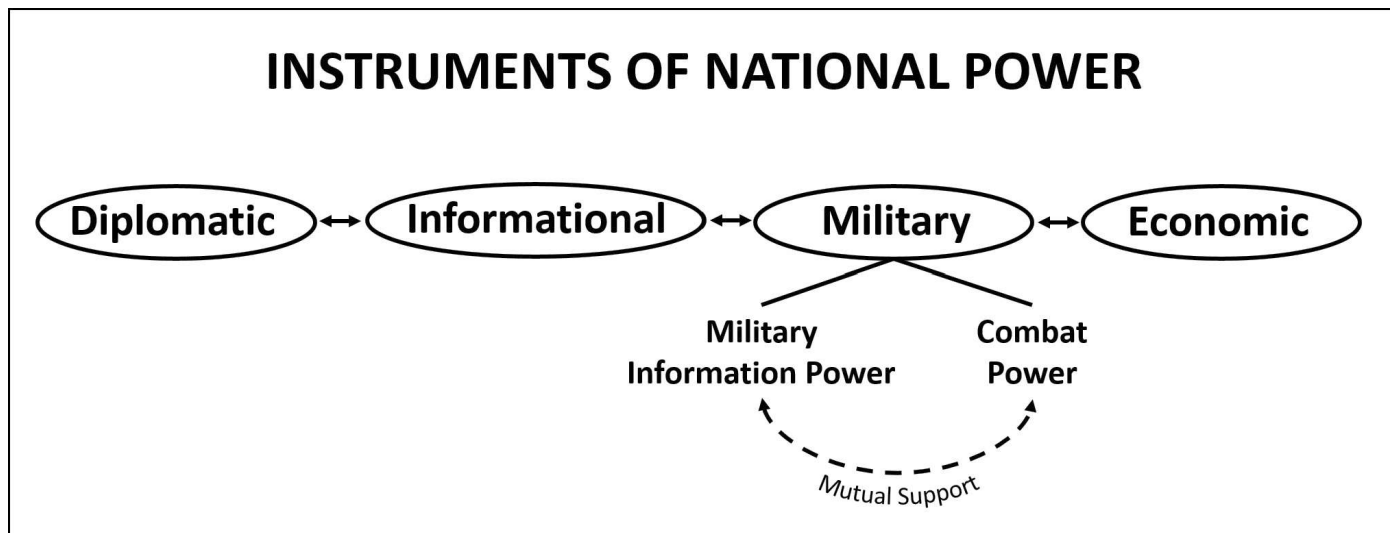 INSTRUMENTS OF NATIONAL POWER
Diplomatic
Informational
Military
Economic
Military
Information Power
Combat
Power
Mutual Support